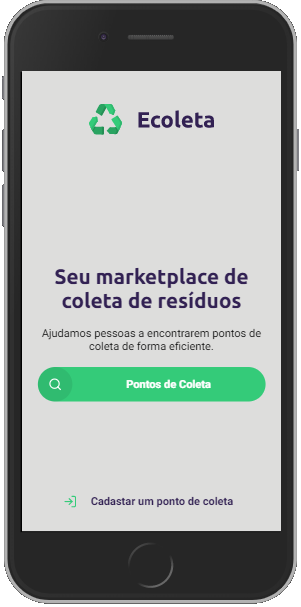 Ecoleta
Seu marketplace de
coleta de resíduos
Ajudamos pessoas a encontrarem pontos de
coleta de forma eficiente.
Pontos de Coleta
Cadastar um ponto de coleta